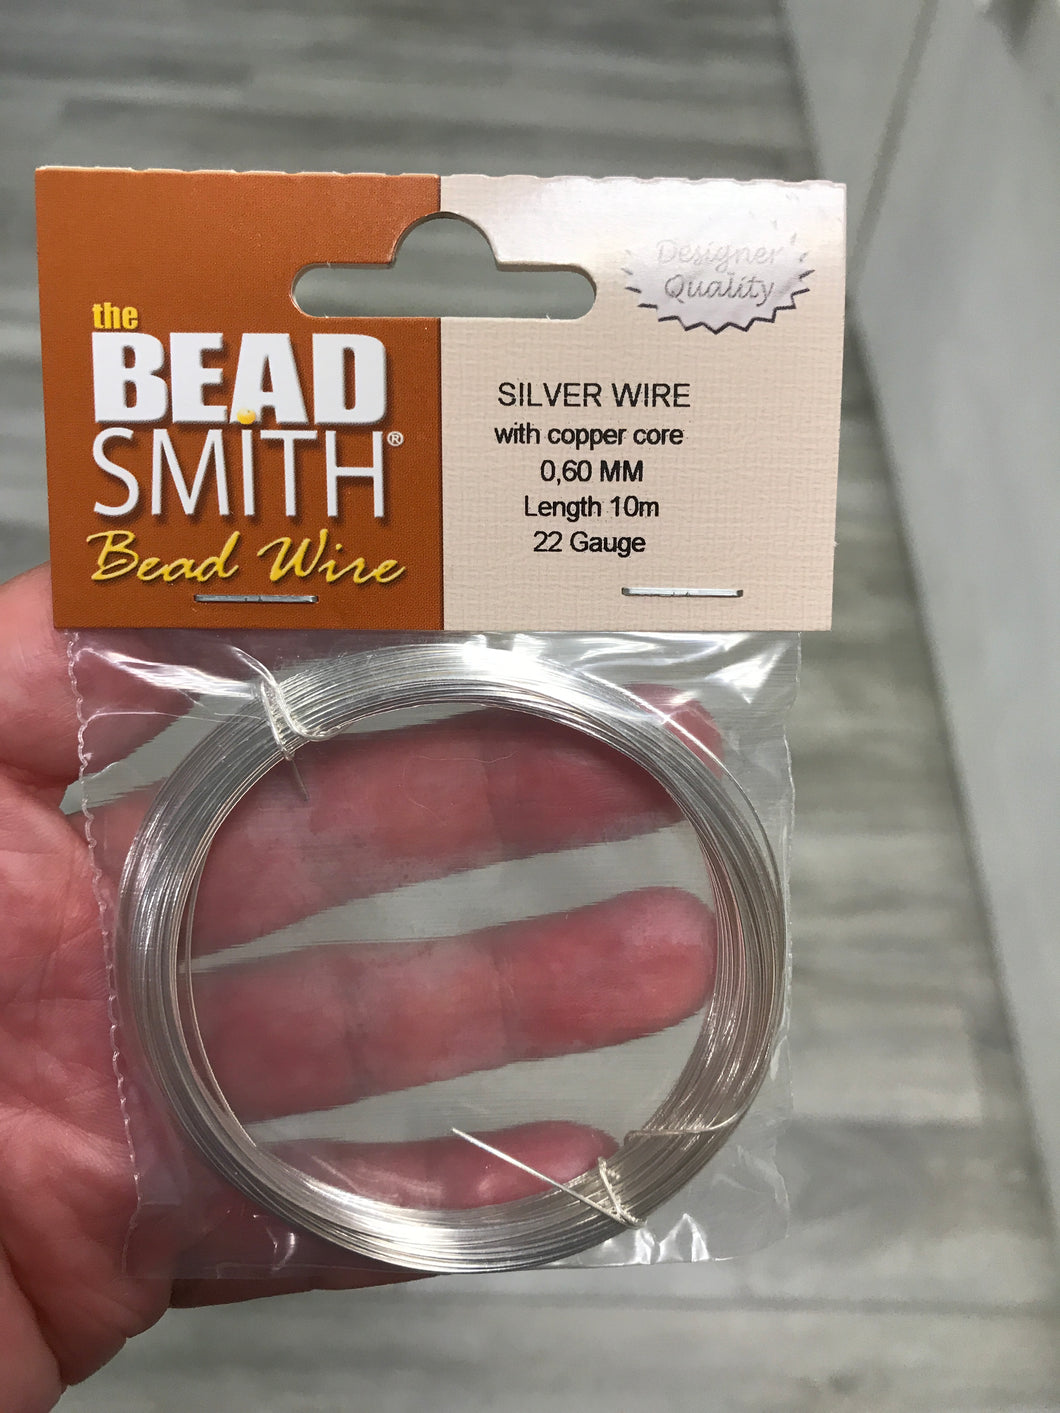 the
BEAD
SMITH®
Bead Wire
Designer
Quality
SILVER WIRE
with copper core
0,60 MM
Length 10m
22 Gauge